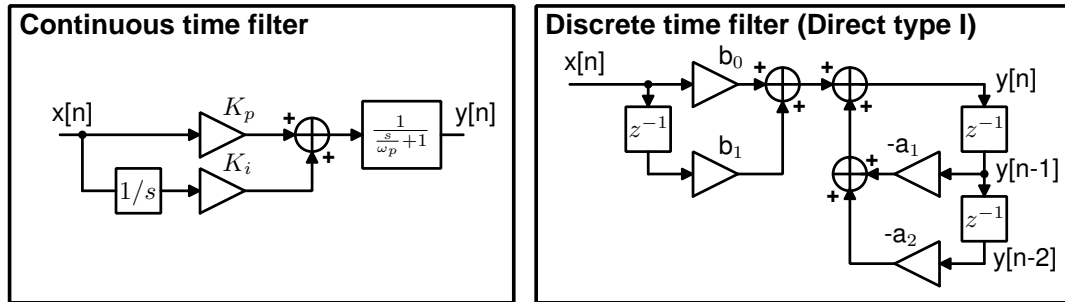 Continuous time filter
x[n]
K_p
+
+
K_i
1/s
1/(s/ω_p + 1)
y[n]
Discrete time filter (Direct type I)
x[n]
b_0
+
+
+
+
y[n]
z^{-1}
z^{-1}
b_1
+
+
-a_1
y[n-1]
z^{-1}
-a_2
y[n-2]